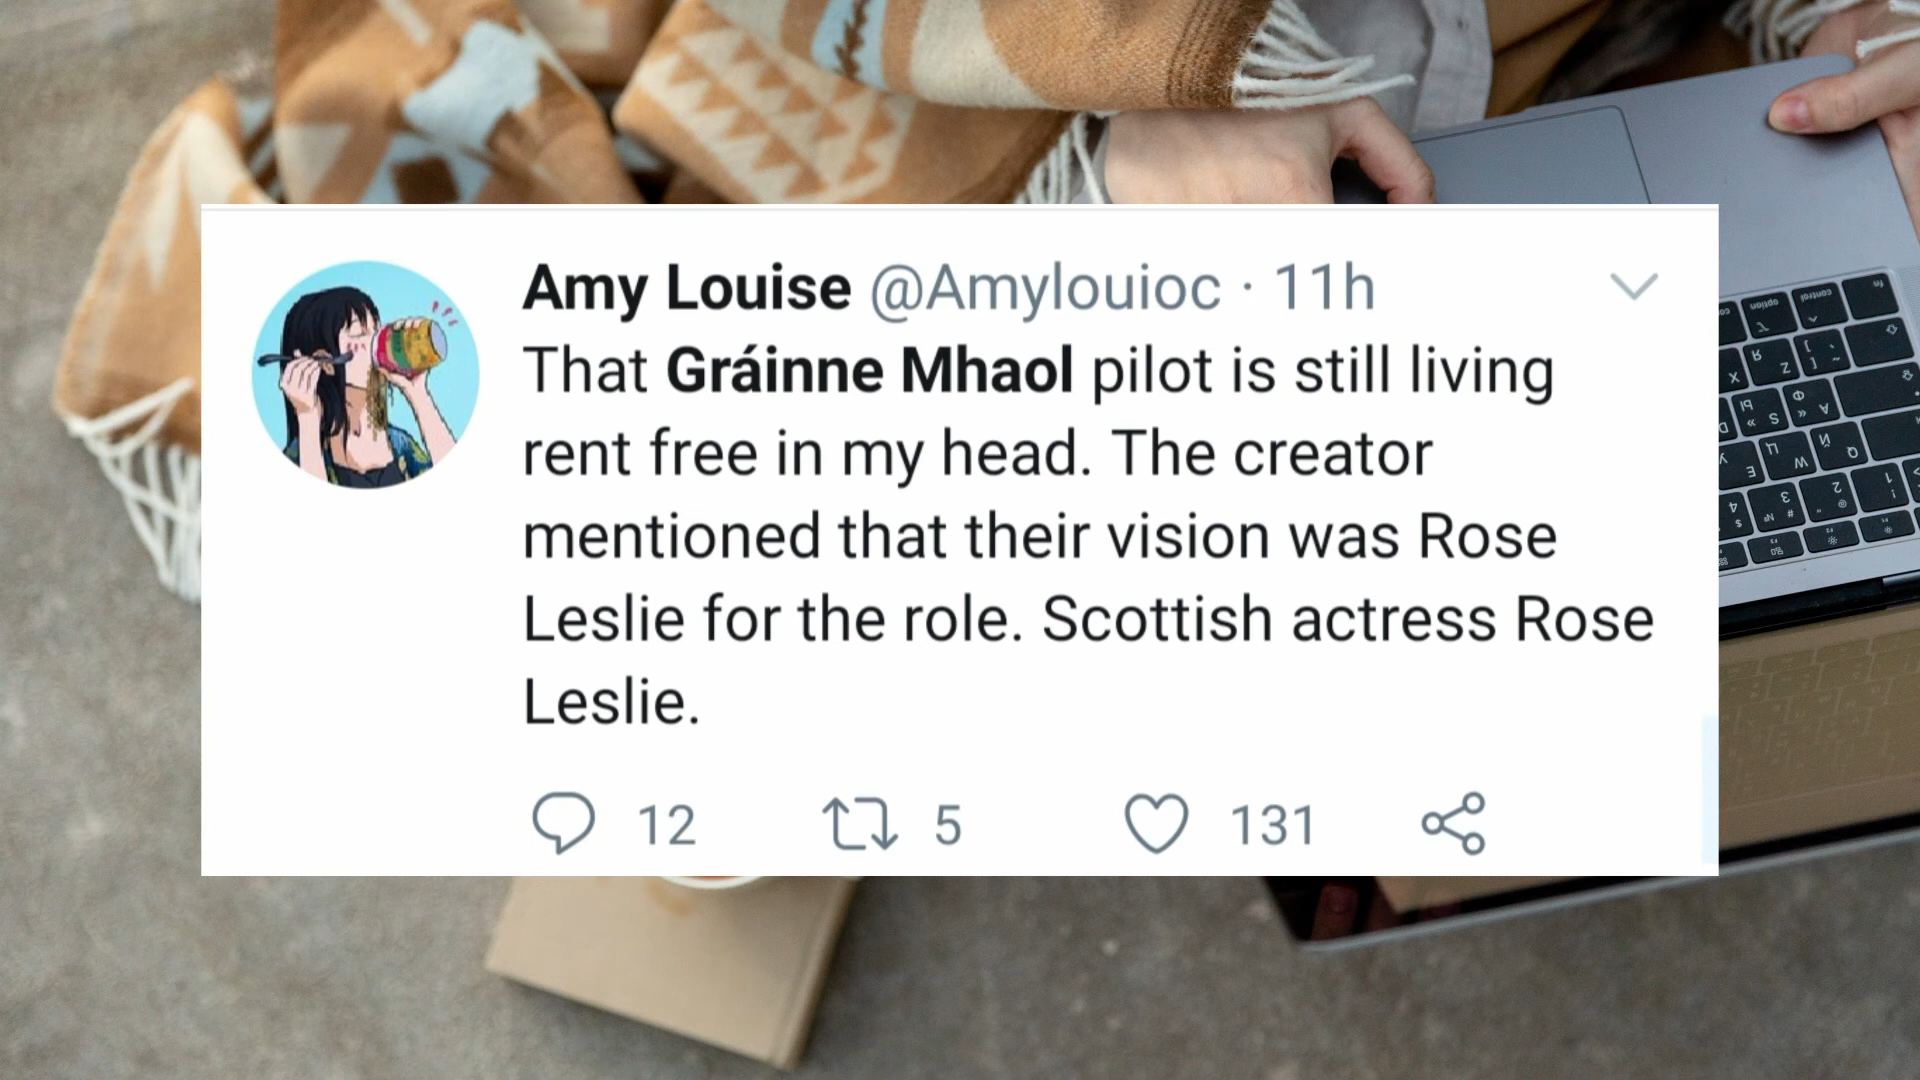 Amy Louise @Amylouioc · 11h
That Gráinne Mhaol pilot is still living
rent free in my head. The creator
mentioned that their vision was Rose
Leslie for the role. Scottish actress Rose
Leslie.
12 5 131